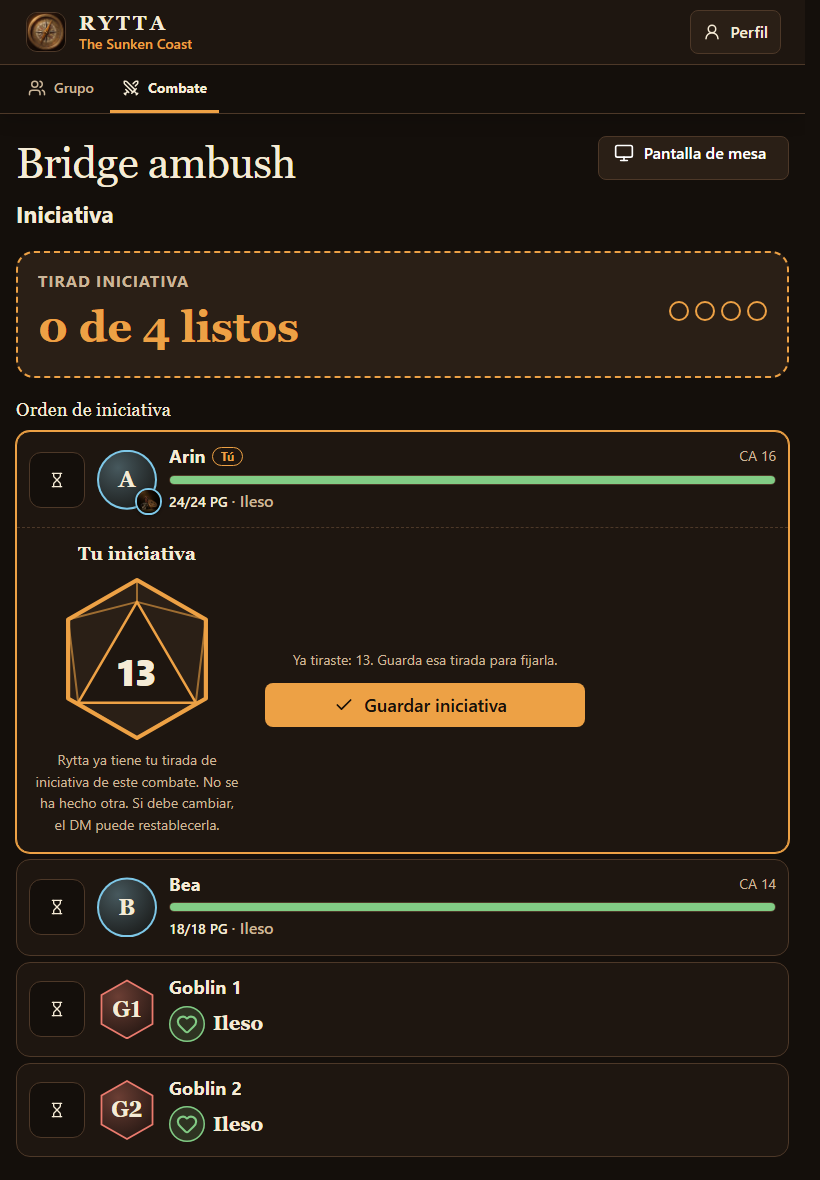 RYTTA
The Sunken Coast
Perfil
Grupo
Combate
Bridge ambush
Pantalla de mesa
Iniciativa
TIRAD INICIATIVA
0 de 4 listos
Orden de iniciativa
A
Arin Tú
CA 16
24/24 PG · Ileso
Tu iniciativa
13
Ya tiraste: 13. Guarda esa tirada para fijarla.
Guardar iniciativa
Rytta ya tiene tu tirada de
iniciativa de este combate. No se
ha hecho otra. Si debe cambiar,
el DM puede restablecerla.
B
Bea
CA 14
18/18 PG · Ileso
G1
Goblin 1
Ileso
G2
Goblin 2
Ileso